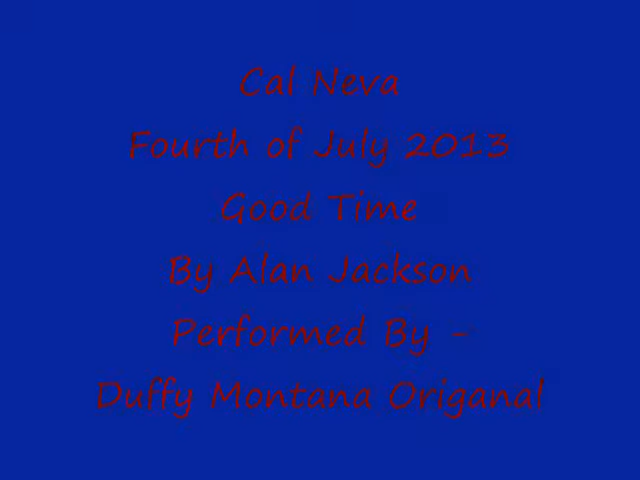 Cal Neva
Fourth of July 2013
Good Time
By Alan Jackson
Performed By -
Duffy Montana Origanal